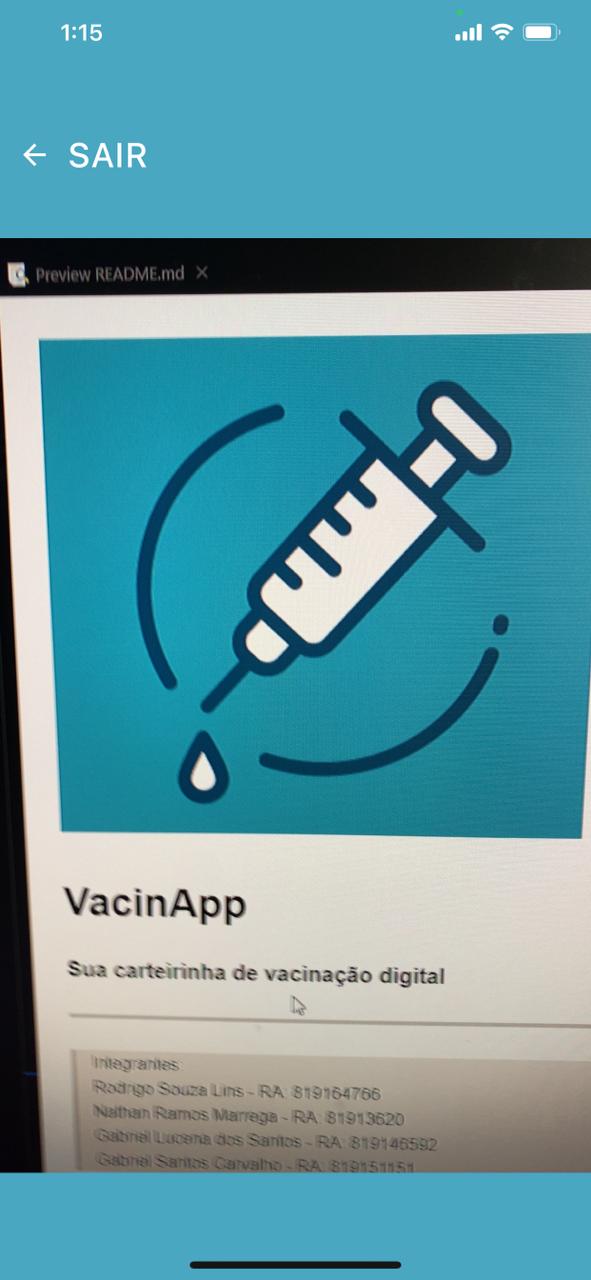 1:15
← SAIR
Preview README.md ×
VacinApp
Sua carteirinha de vacinação digital
Integrantes:
Rodrigo Souza Lins - RA: 819164766
Nathan Ramos Marrega - RA: 81913620
Gabriel Lucena dos Santos - RA: 819146592
Gabriel Santos Carvalho - RA: 819151151